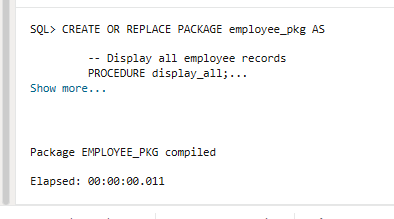 SQL> CREATE OR REPLACE PACKAGE employee_pkg AS
-- Display all employee records
PROCEDURE display_all;...
Show more...
Package EMPLOYEE_PKG compiled
Elapsed: 00:00:00.011